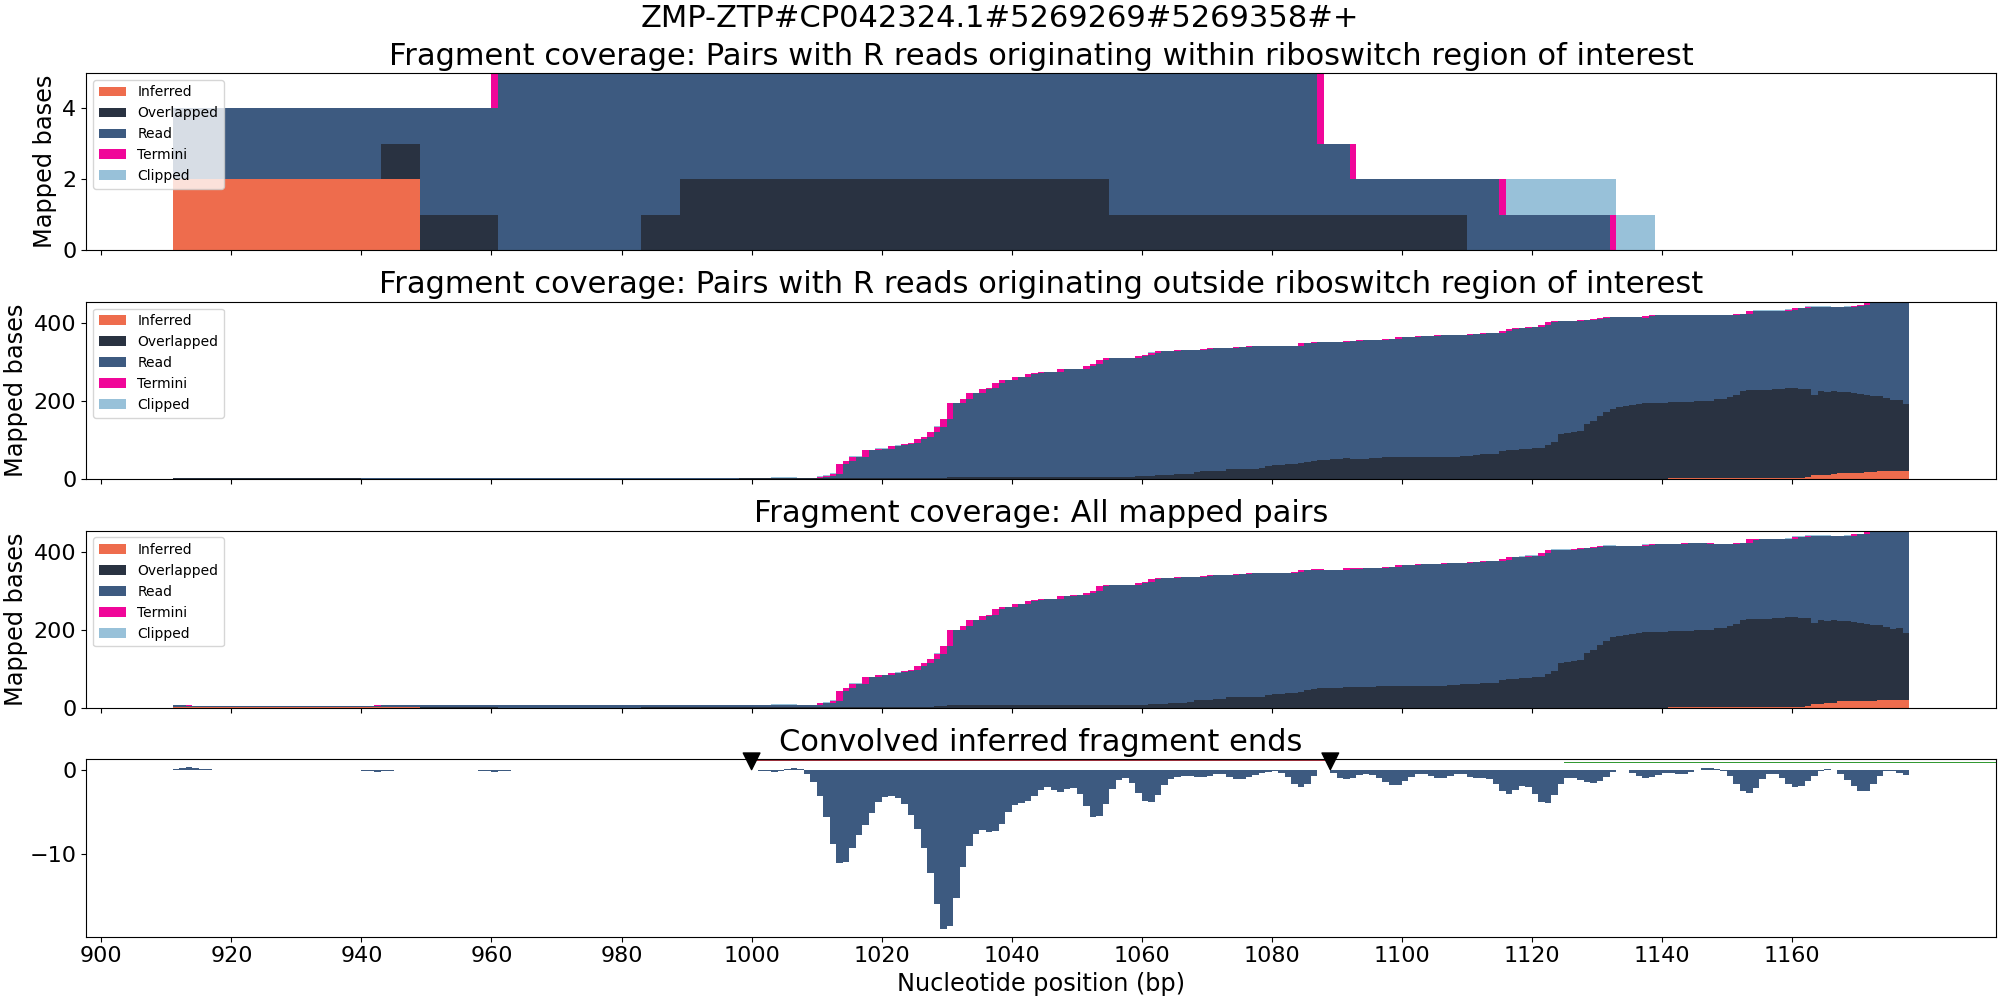 ZMP-ZTP#CP042324.1#5269269#5269358#+
Fragment coverage: Pairs with R reads originating within riboswitch region of interest
Mapped bases
4
2
0
Inferred
Overlapped
Read
Termini
Clipped
Fragment coverage: Pairs with R reads originating outside riboswitch region of interest
Mapped bases
400
200
0
Inferred
Overlapped
Read
Termini
Clipped
Fragment coverage: All mapped pairs
Mapped bases
400
200
0
Inferred
Overlapped
Read
Termini
Clipped
Convolved inferred fragment ends
0
−10
900 920 940 960 980 1000 1020 1040 1060 1080 1100 1120 1140 1160
Nucleotide position (bp)